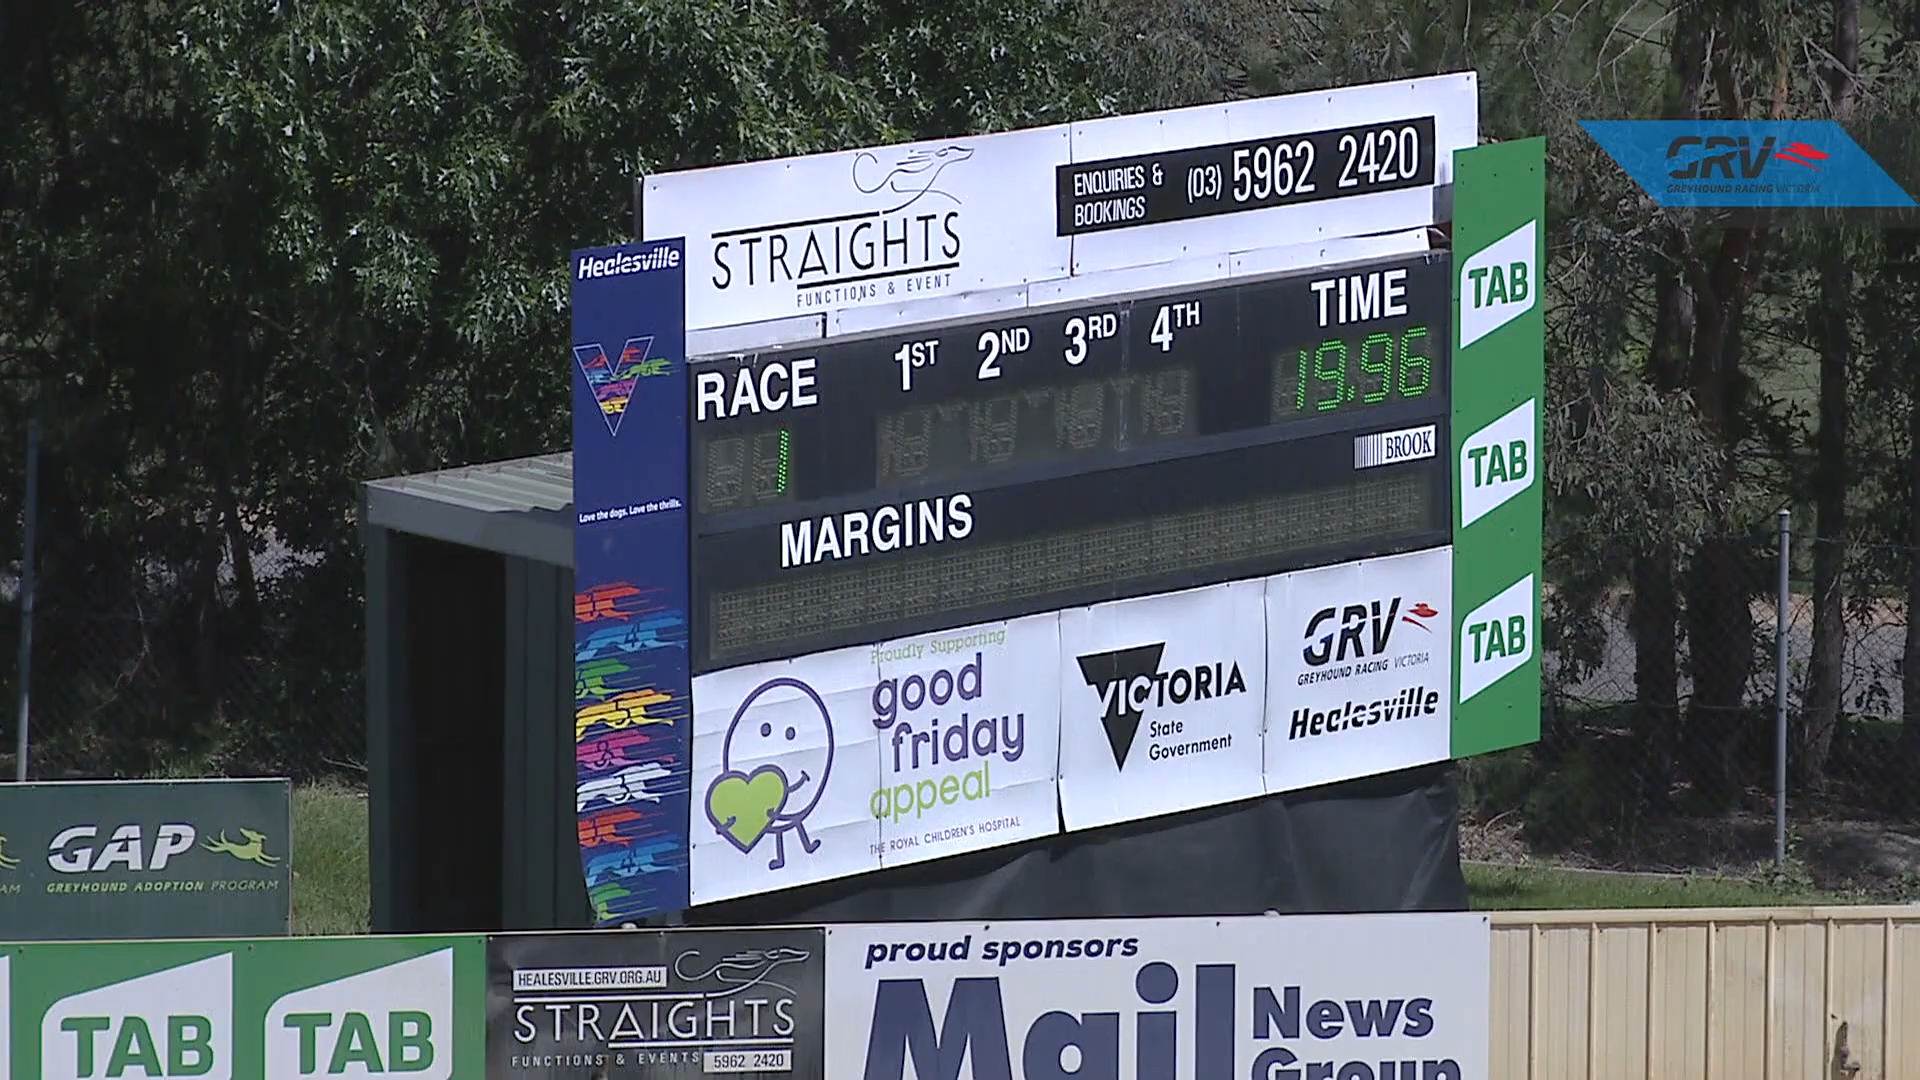 GRV
GREYHOUND RACING VICTORIA
STRAIGHTS
FUNCTIONS & EVENT
ENQUIRIES &
BOOKINGS
(03) 5962 2420
Healesville
Love the dogs. Love the thrills.
RACE 1ST 2ND 3RD 4TH TIME
1 19.96
BROOK
MARGINS
TAB
TAB
TAB
Proudly Supporting
good
friday
appeal
THE ROYAL CHILDREN'S HOSPITAL
VICTORIA
State
Government
GRV
GREYHOUND RACING VICTORIA
Healesville
GAP
GREYHOUND ADOPTION PROGRAM
TAB
TAB
HEALESVILLE.GRV.ORG.AU
STRAIGHTS
FUNCTIONS & EVENTS 5962 2420
proud sponsors
Mail
News
Group